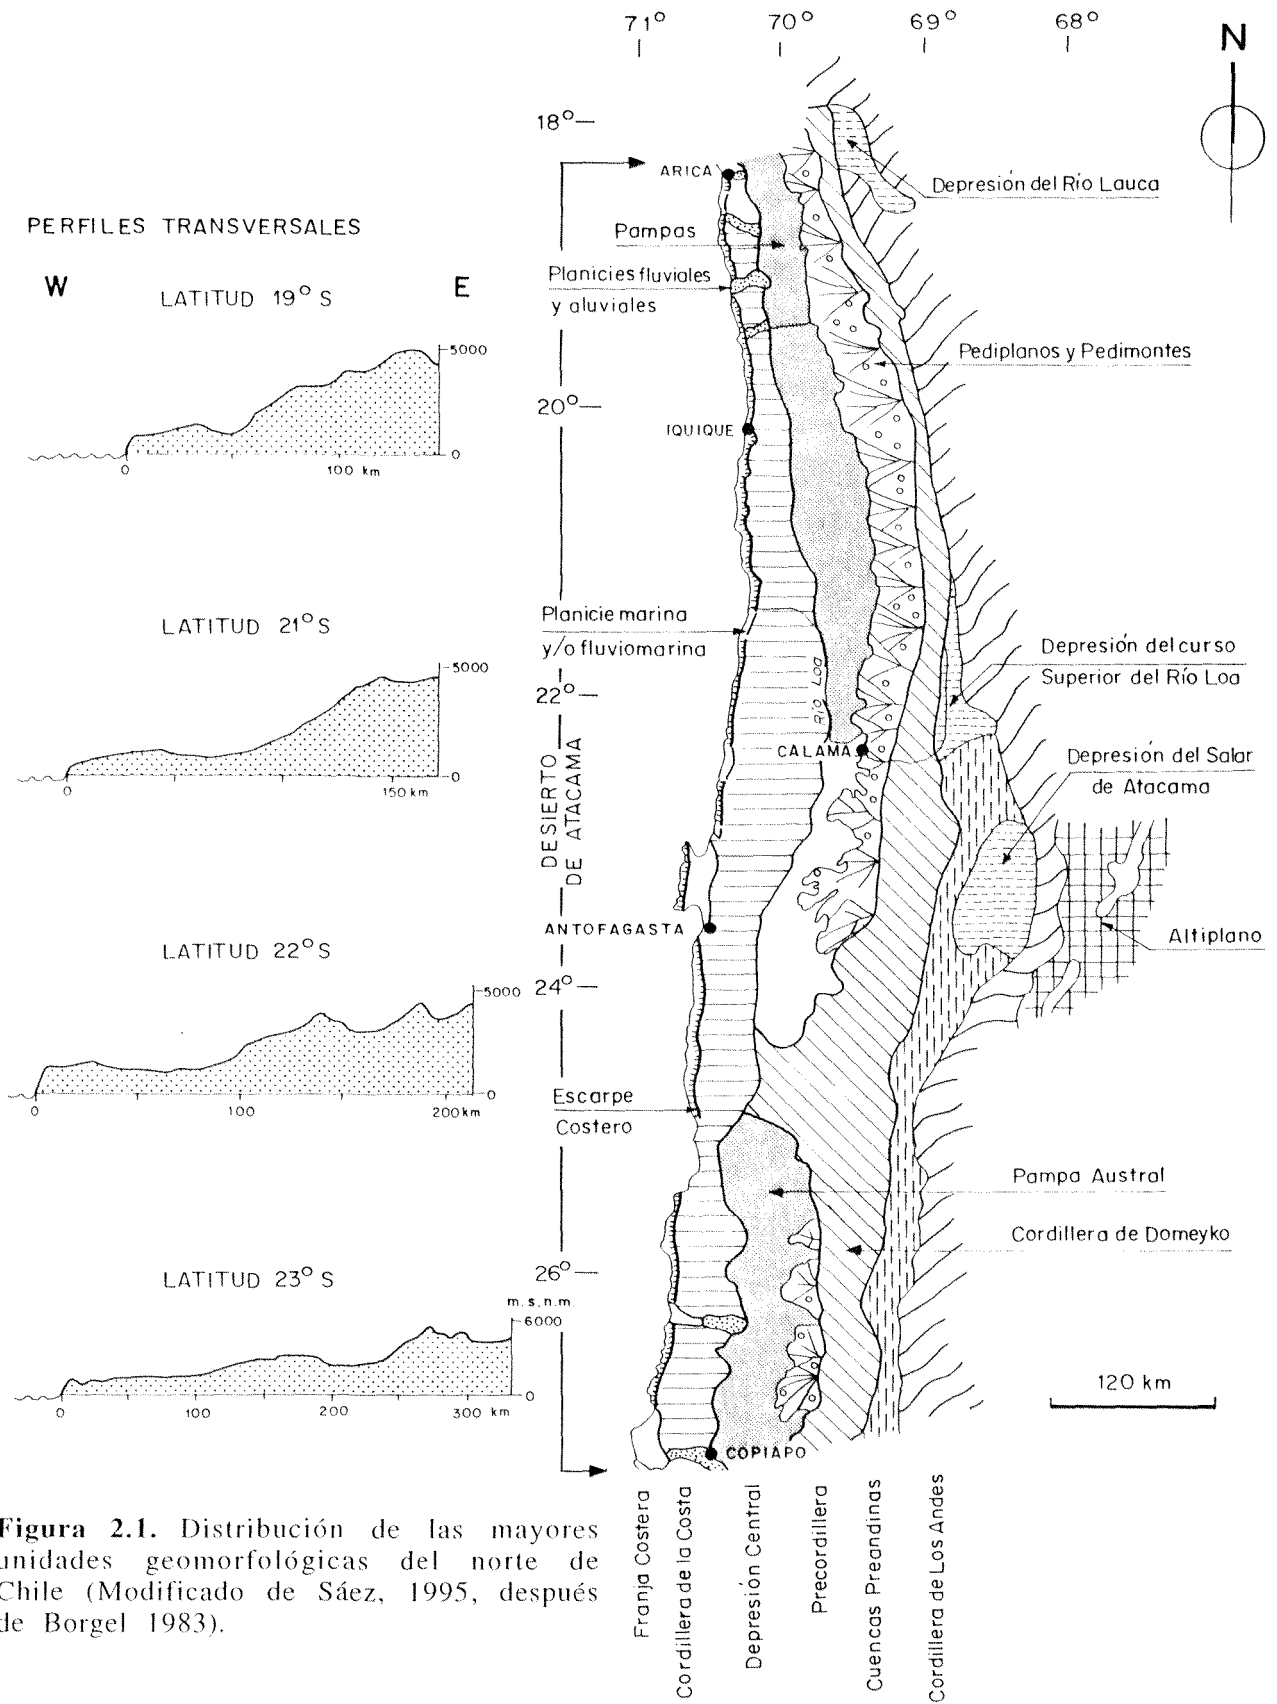 71° 70° 69° 68°
N
18°
ARICA
Depresión del Río Lauca
PERFILES TRANSVERSALES
Pampas
W
E
LATITUD 19° S
Planicies fluviales
y aluviales
5000
0
0
100 km
Pediplanos y Pedimontes
20°
IQUIQUE
LATITUD 21° S
5000
0
0
150 km
Planicie marina
y/o fluviomarina
Río Loa
Depresión del curso
Superior del Río Loa
22°
CALAMA
DESIERTO
DE ATACAMA
Depresión del Salar
de Atacama
ANTOFAGASTA
Altiplano
LATITUD 22° S
5000
0
0
100
200 km
24°
Escarpe
Costero
Pampa Austral
Cordillera de Domeyko
LATITUD 23° S
26°
m.s.n.m.
6000
0
0
100
200
300 km
120 km
COPIAPO
Franja Costera
Cordillera de la Costa
Depresión Central
Precordillera
Cuencas Preandinas
Cordillera de Los Andes
Figura 2.1. Distribución de las mayores
unidades geomorfológicas del norte de
Chile (Modificado de Sáez, 1995, después
de Borgel 1983).